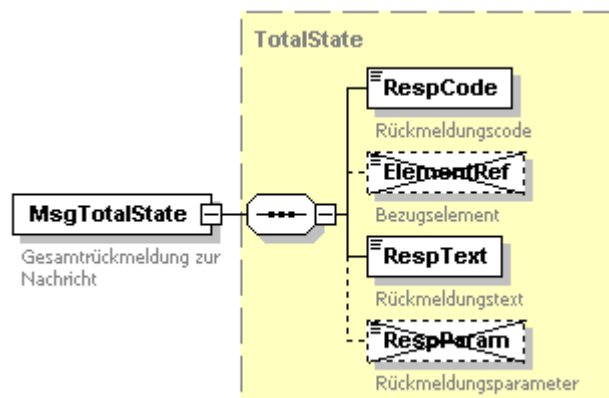 TotalState
RespCode
Rückmeldungscode
ElementRef
Bezugselement
MsgTotalState
Gesamtrückmeldung zur
Nachricht
RespText
Rückmeldungstext
RespParam
Rückmeldungsparameter